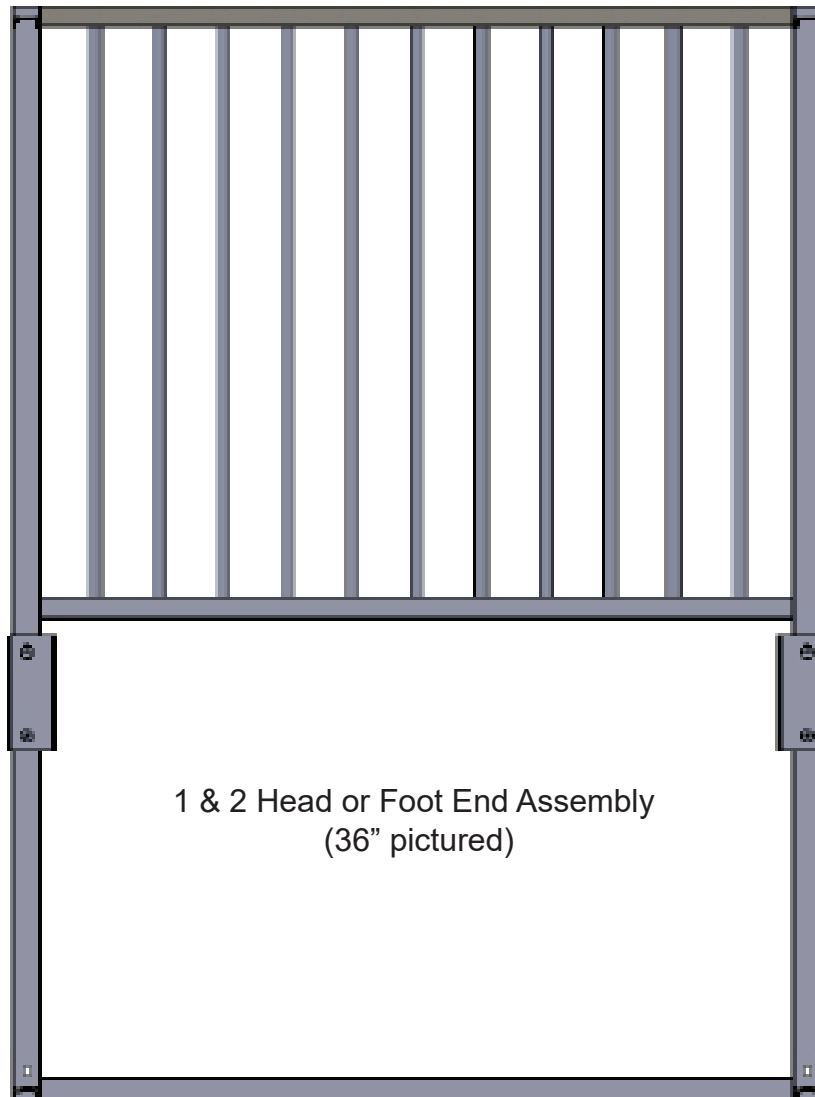 1 & 2 Head or Foot End Assembly
(36” pictured)